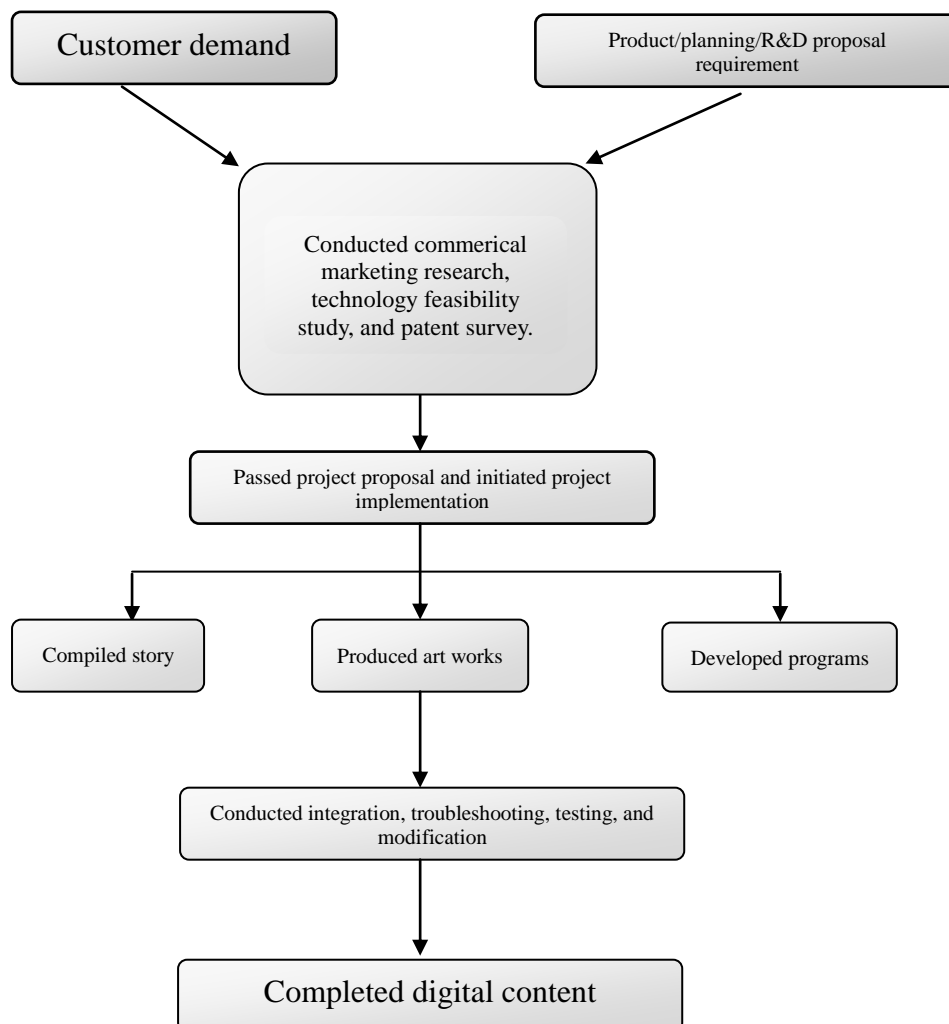 Customer demand
Product/planning/R&D proposal
requirement
Conducted commerical
marketing research,
technology feasibility
study, and patent survey.
Passed project proposal and initiated project
implementation
Compiled story
Produced art works
Developed programs
Conducted integration, troubleshooting, testing, and
modification
Completed digital content